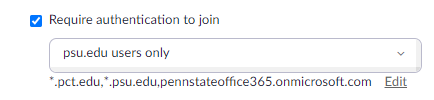 Require authentication to join
psu.edu users only
*.pct.edu,*.psu.edu,pennstateoffice365.onmicrosoft.com Edit